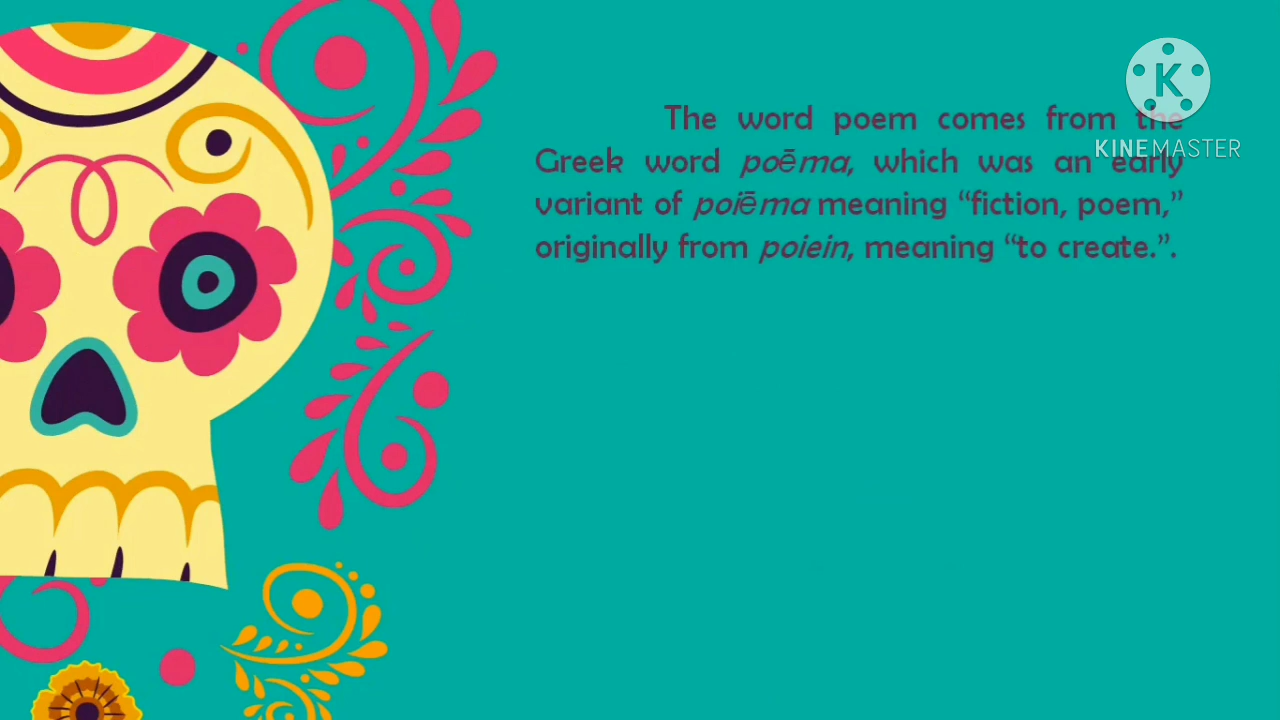 The word poem comes from the
Greek word poēma, which was an early
variant of poiēma meaning “fiction, poem,”
originally from poiein, meaning “to create.”.
K
KINEMASTER